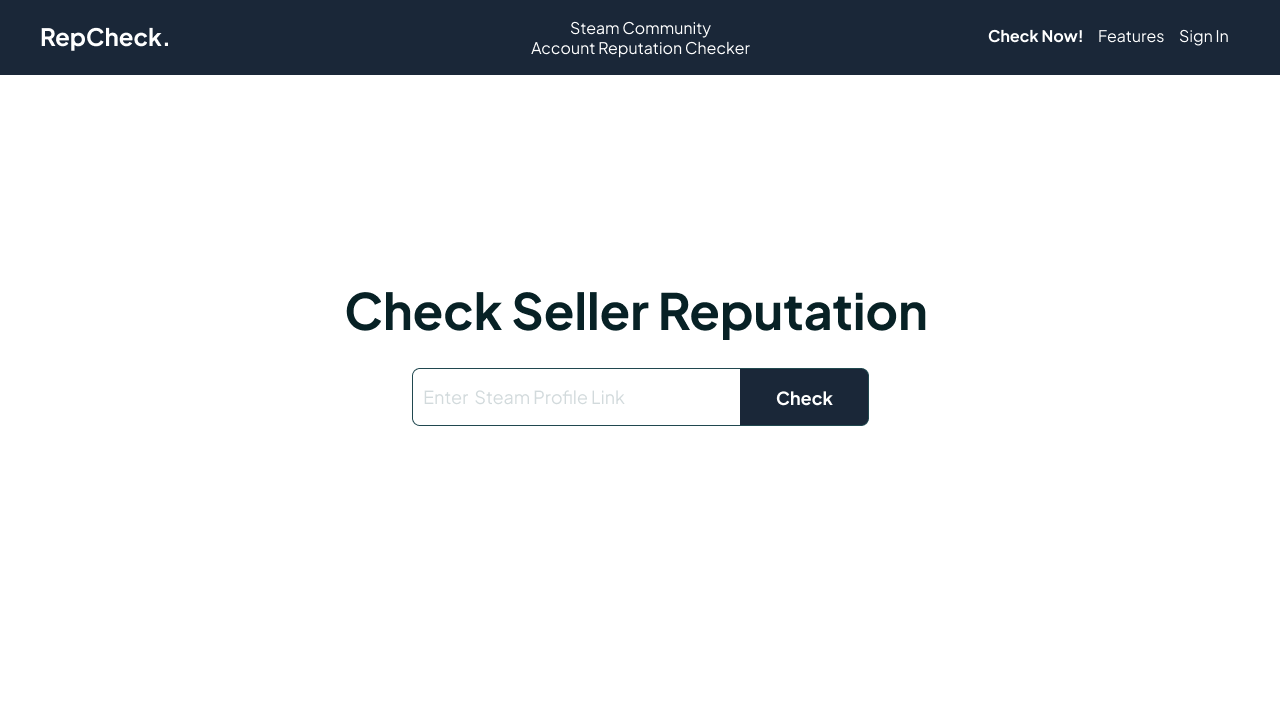 RepCheck.
Steam Community
Account Reputation Checker
Check Now!
Features
Sign In
Check Seller Reputation
Enter Steam Profile Link
Check